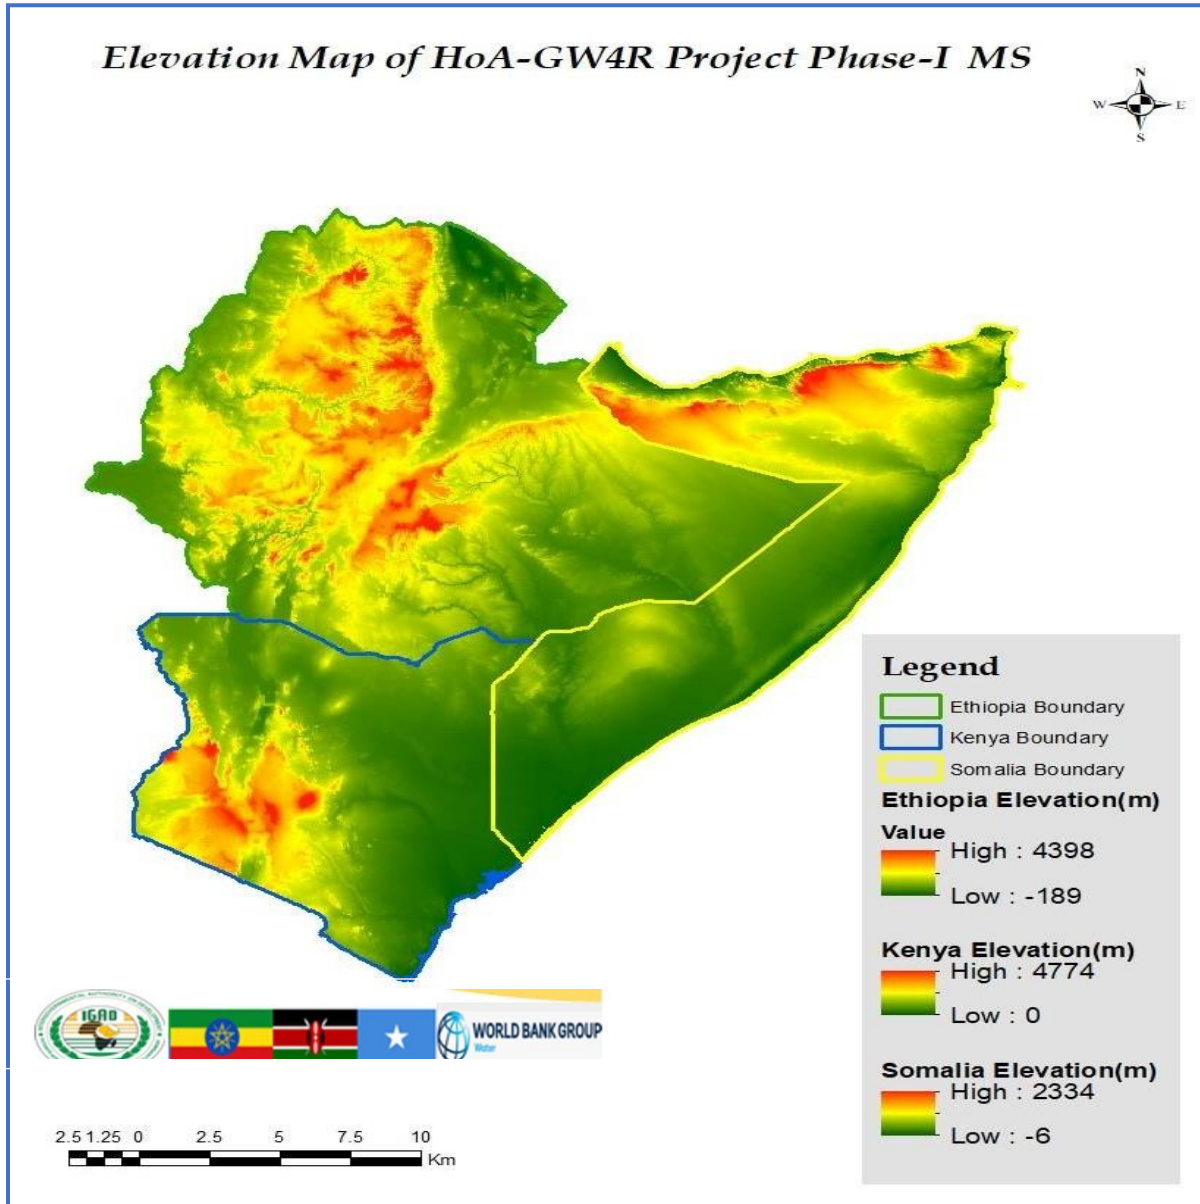 Elevation Map of HoA-GW4R Project Phase-I MS
N
W E
S
Legend
Ethiopia Boundary
Kenya Boundary
Somalia Boundary
Ethiopia Elevation(m)
Value
High : 4398
Low : -189
Kenya Elevation(m)
High : 4774
Low : 0
Somalia Elevation(m)
High : 2334
Low : -6
IGAD
WORLD BANK GROUP
Water
2.5 1.25 0 2.5 5 7.5 10
Km